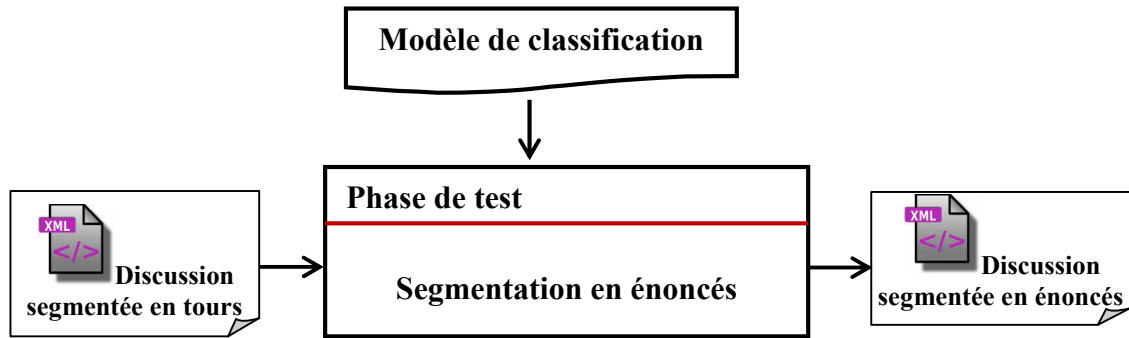 Modèle de classification
Phase de test
XML
</>
Discussion
segmentée en tours
Segmentation en énoncés
XML
</>
Discussion
segmentée en énoncés